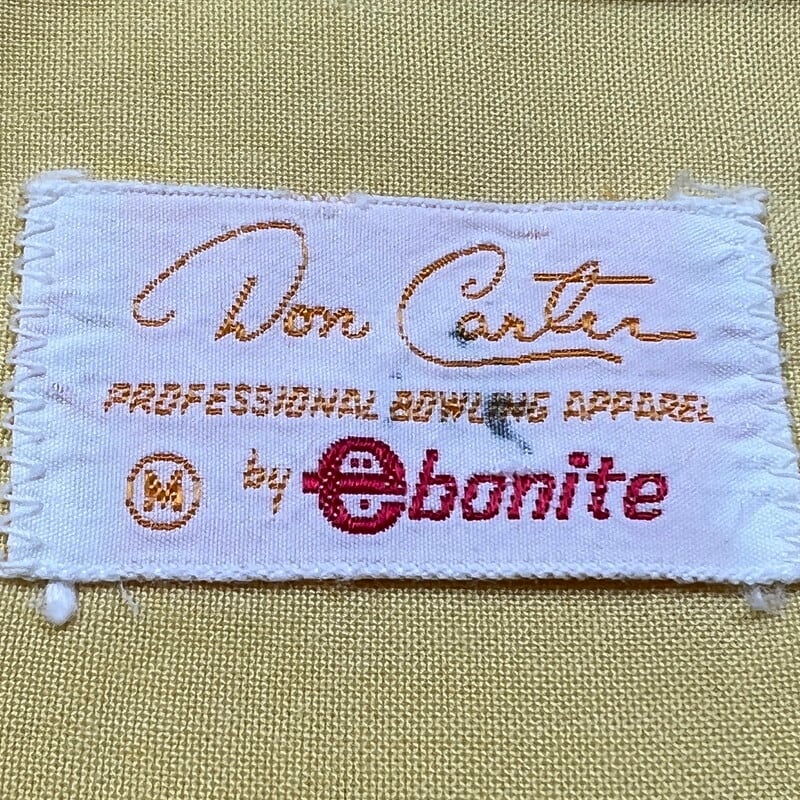 Don Carter
PROFESSIONAL BOWLING APPAREL
M by ebonite